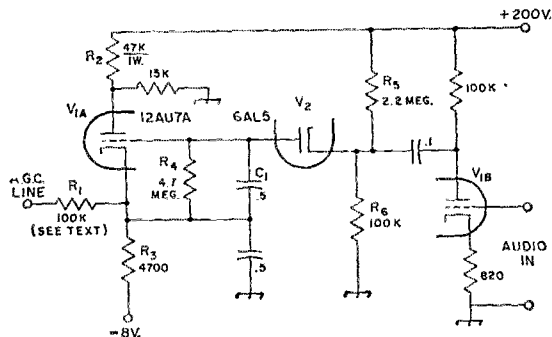 +200V.
R2
47K
1W.
15K
V1A
12AU7A
6AL5
V2
R5
2.2 MEG.
100K
.1
V1B
R4
4.7
MEG.
C1
.5
A.G.C.
LINE
R1
100K
(SEE TEXT)
R3
4700
-8V.
.5
R6
100K
820
AUDIO
IN